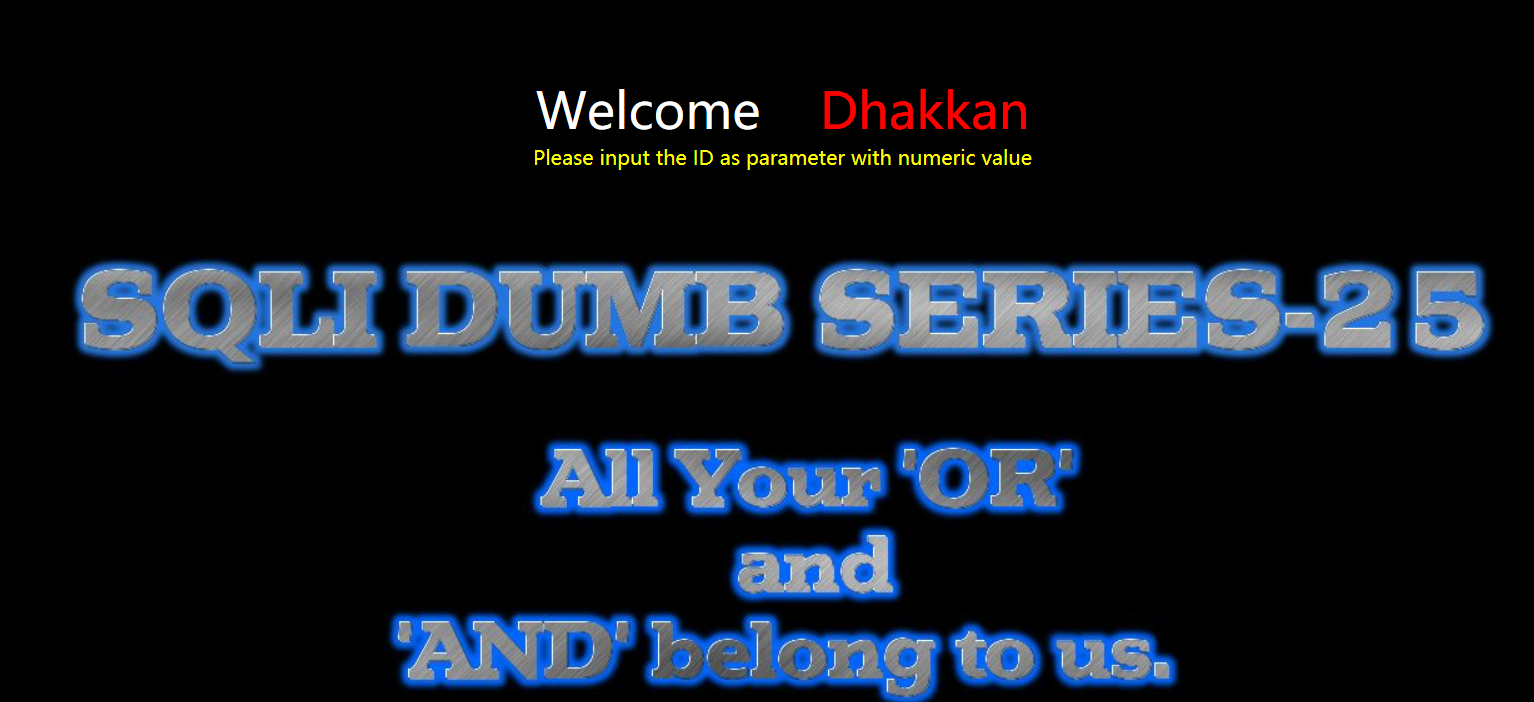 Welcome Dhakkan
Please input the ID as parameter with numeric value
SQLI DUMB SERIES-25
All Your 'OR'
and
'AND' belong to us.